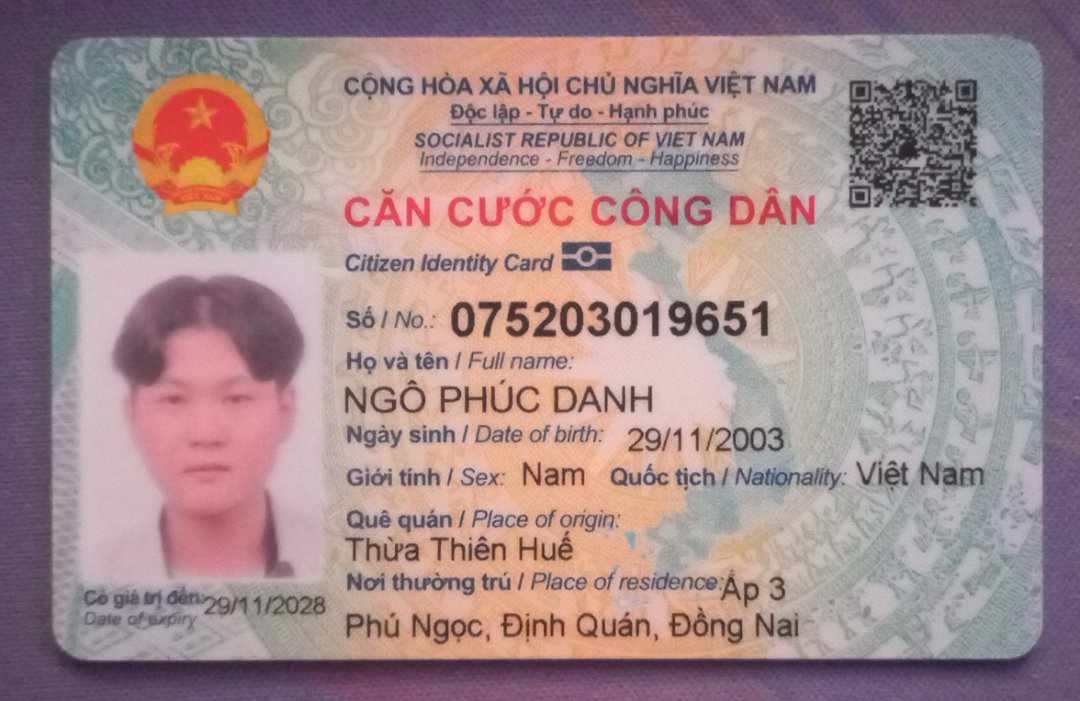 CỘNG HÒA XÃ HỘI CHỦ NGHĨA VIỆT NAM
Độc lập - Tự do - Hạnh phúc
SOCIALIST REPUBLIC OF VIET NAM
Independence - Freedom - Happiness
CĂN CƯỚC CÔNG DÂN
Citizen Identity Card
Số / No.: 075203019651
Họ và tên / Full name:
NGÔ PHÚC DANH
Ngày sinh / Date of birth: 29/11/2003
Giới tính / Sex: Nam Quốc tịch / Nationality: Việt Nam
Quê quán / Place of origin:
Thừa Thiên Huế
Nơi thường trú / Place of residence: Ấp 3
Phú Ngọc, Định Quán, Đồng Nai
Có giá trị đến: 29/11/2028
Date of expiry